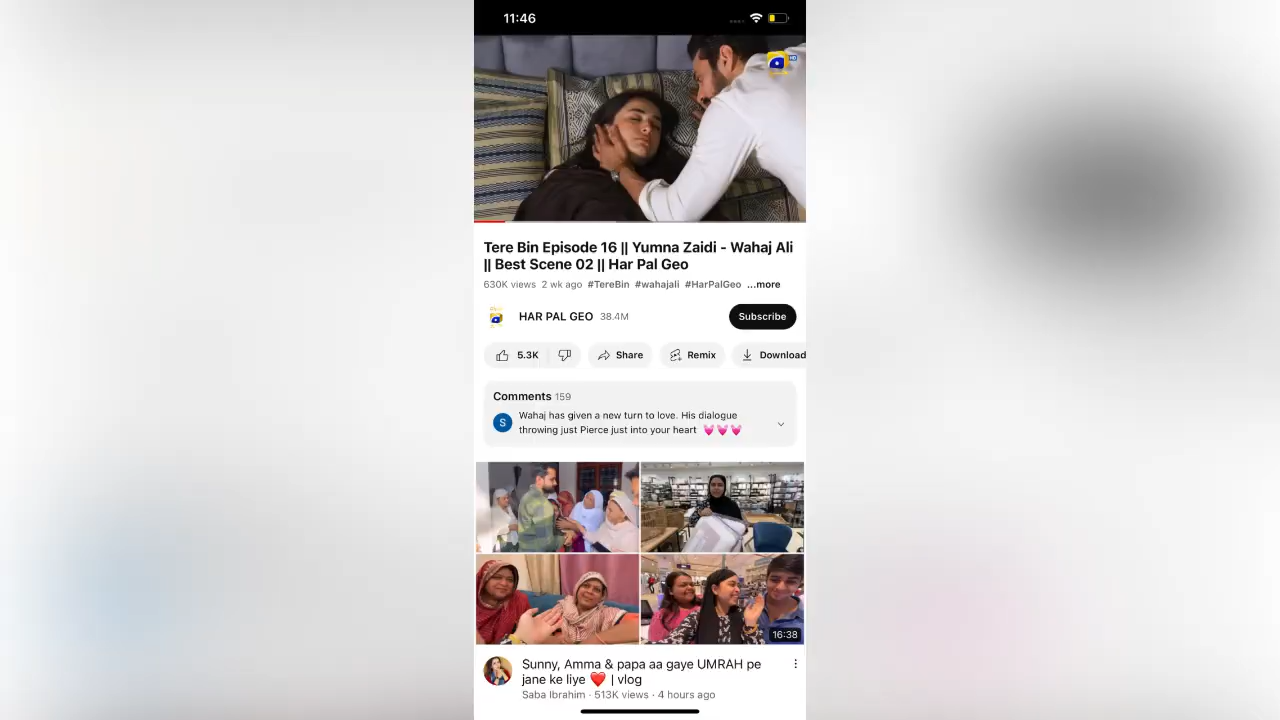 11:46
HD
Tere Bin Episode 16 || Yumna Zaidi - Wahaj Ali
|| Best Scene 02 || Har Pal Geo
630K views 2 wk ago #TereBin #wahajali #HarPalGeo ...more
HAR PAL GEO 38.4M
Subscribe
5.3K
Share
Remix
Download
Comments 159
S
Wahaj has given a new turn to love. His dialogue
throwing just Pierce just into your heart 💓💓💓
16:38
Sunny, Amma & papa aa gaye UMRAH pe
jane ke liye ❤️ | vlog
Saba Ibrahim · 513K views · 4 hours ago